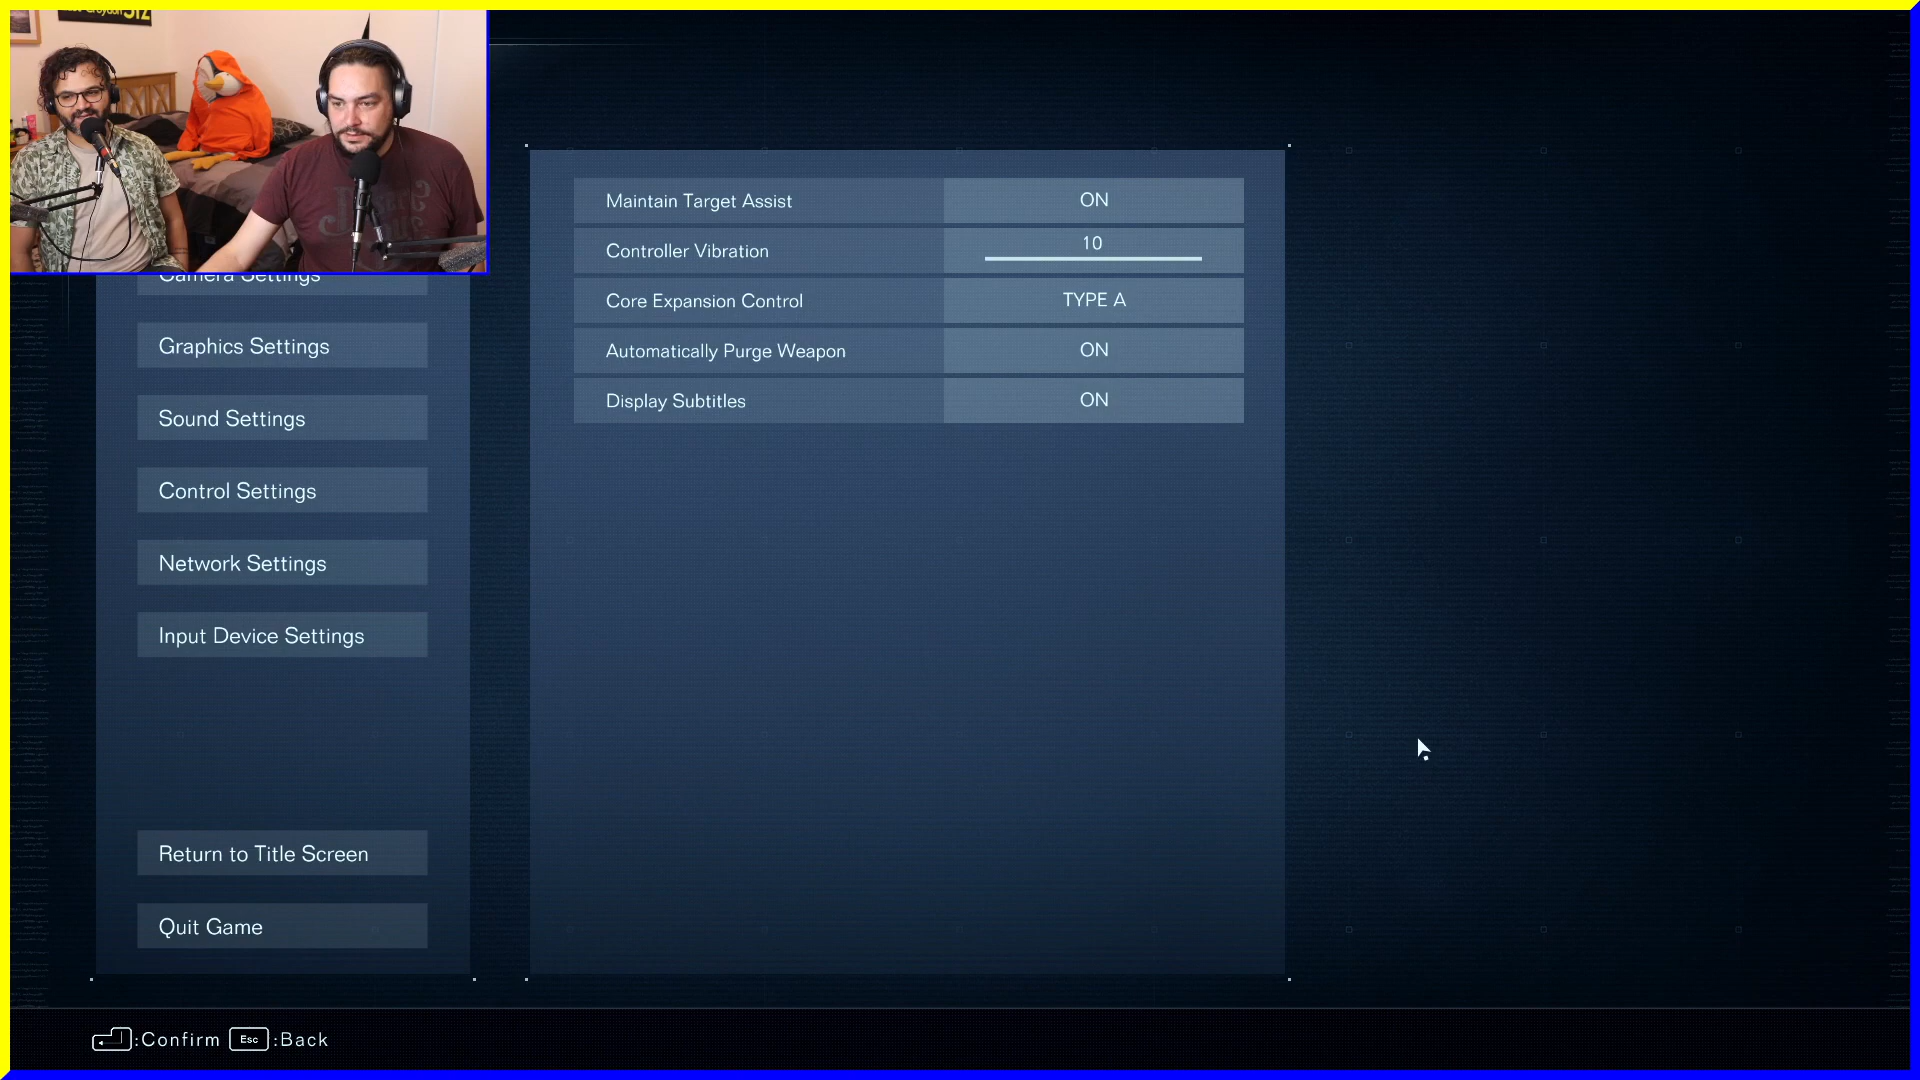 Camera Settings
Graphics Settings
Sound Settings
Control Settings
Network Settings
Input Device Settings
Return to Title Screen
Quit Game
Maintain Target Assist ON
Controller Vibration 10
Core Expansion Control TYPE A
Automatically Purge Weapon ON
Display Subtitles ON
:Confirm Esc :Back